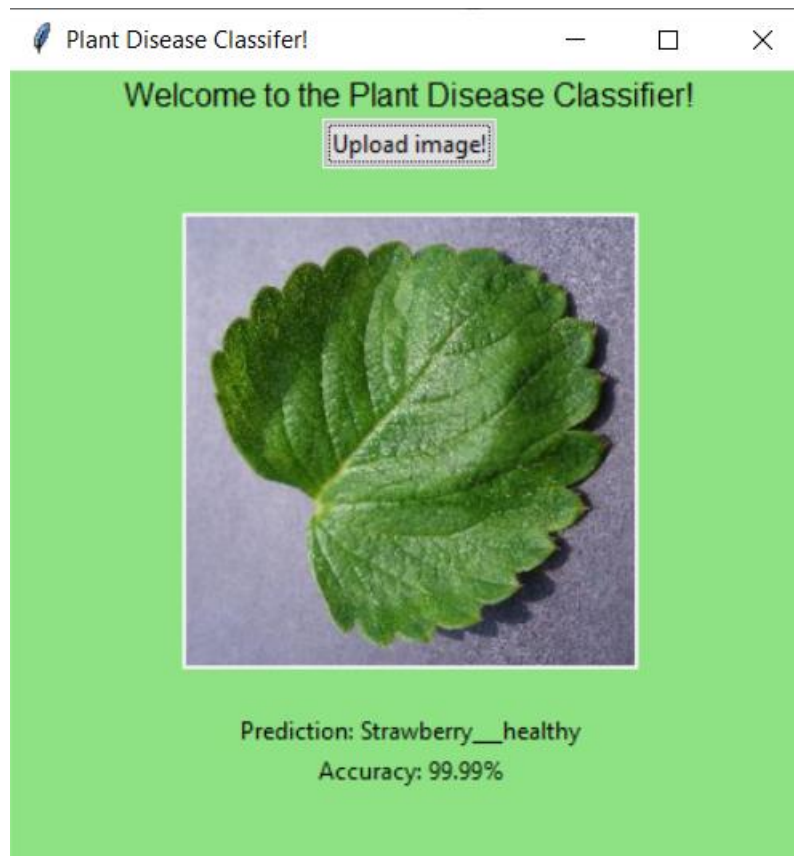 Plant Disease Classifer!
Welcome to the Plant Disease Classifier!
Upload image!
Prediction: Strawberry___healthy
Accuracy: 99.99%